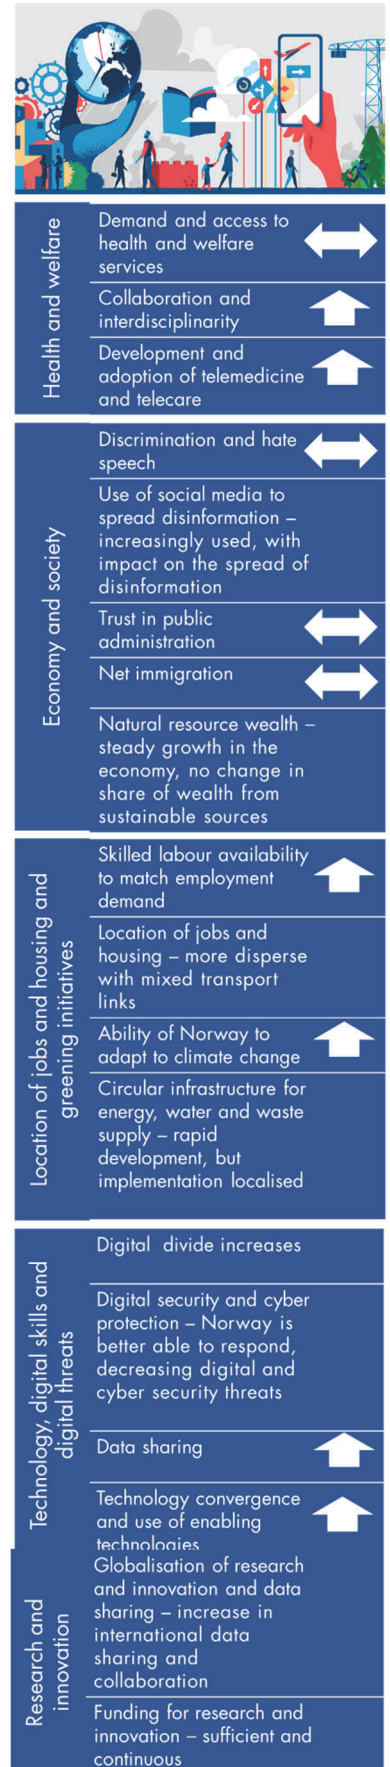 Health and welfare
Demand and access to
health and welfare
services
Collaboration and
interdisciplinarity
Development and
adoption of telemedicine
and telecare
Economy and society
Discrimination and hate
speech
Use of social media to
spread disinformation –
increasingly used, with
impact on the spread of
disinformation
Trust in public
administration
Net immigration
Natural resource wealth –
steady growth in the
economy, no change in
share of wealth from
sustainable sources
Location of jobs and housing and
greening initiatives
Skilled labour availability
to match employment
demand
Location of jobs and
housing – more disperse
with mixed transport
links
Ability of Norway to
adapt to climate change
Circular infrastructure for
energy, water and waste
supply – rapid
development, but
implementation localised
Technology, digital skills and
digital threats
Digital divide increases
Digital security and cyber
protection – Norway is
better able to respond,
decreasing digital and
cyber security threats
Data sharing
Technology convergence
and use of enabling
technologies
Research and
innovation
Globalisation of research
and innovation and data
sharing – increase in
international data
sharing and
collaboration
Funding for research and
innovation – sufficient and
continuous